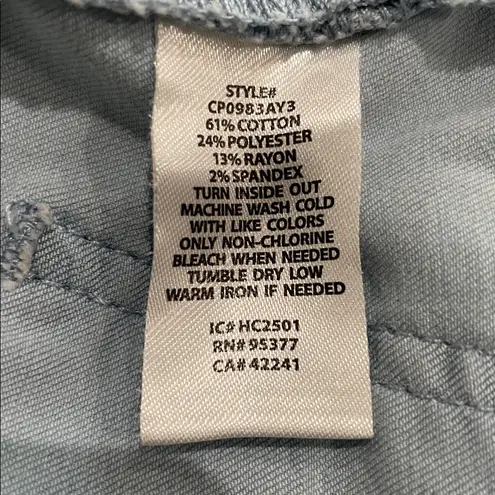 STYLE#
CP0983AY3
61% COTTON
24% POLYESTER
13% RAYON
2% SPANDEX
TURN INSIDE OUT
MACHINE WASH COLD
WITH LIKE COLORS
ONLY NON-CHLORINE
BLEACH WHEN NEEDED
TUMBLE DRY LOW
WARM IRON IF NEEDED
IC# HC2501
RN# 95377
CA# 42241